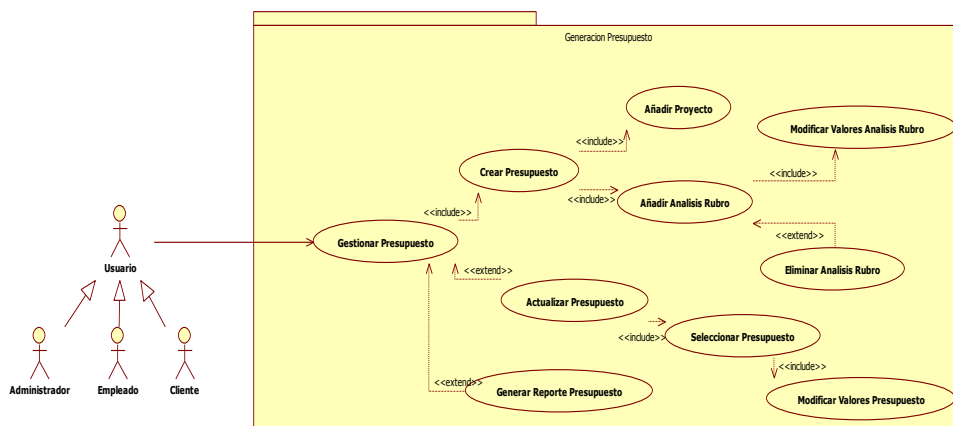 Generacion Presupuesto
Añadir Proyecto
Modificar Valores Analisis Rubro
<<include>>
<<include>>
Crear Presupuesto
<<include>>
Añadir Analisis Rubro
<<include>>
<<extend>>
Gestionar Presupuesto
Usuario
<<extend>>
Eliminar Analisis Rubro
Actualizar Presupuesto
<<include>>
Seleccionar Presupuesto
<<include>>
<<extend>>
Generar Reporte Presupuesto
Modificar Valores Presupuesto
Administrador
Empleado
Cliente